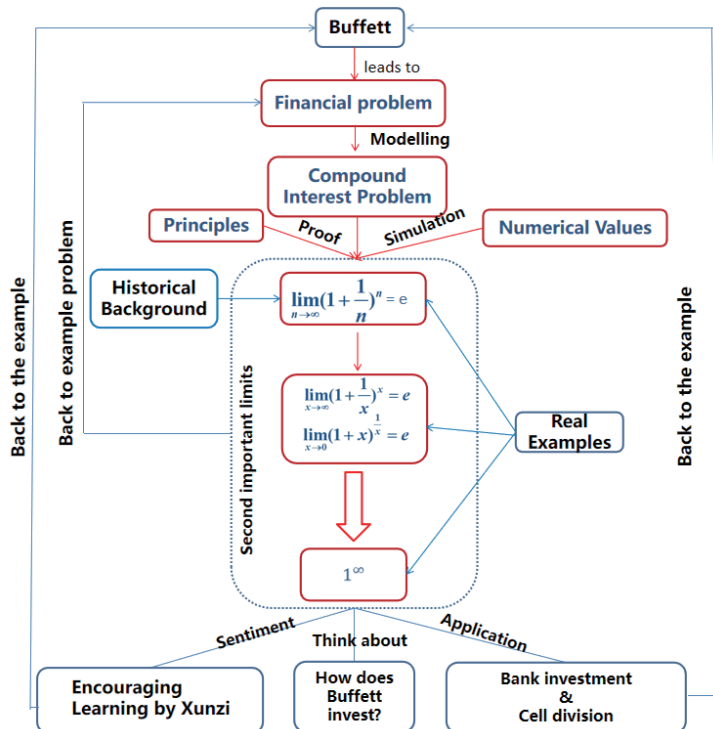 Buffett
leads to
Financial problem
Modelling
Compound
Interest Problem
Principles
Proof
Simulation
Numerical Values
Historical
Background
lim(1+1/n)^n = e
n→∞
lim(1+1/x)^x = e
x→∞
lim(1+x)^(1/x) = e
x→0
Real
Examples
1^∞
Second important limits
Back to example problem
Back to the example
Back to the example
Sentiment
Think about
Application
Encouraging
Learning by Xunzi
How does
Buffett
invest?
Bank investment
&
Cell division